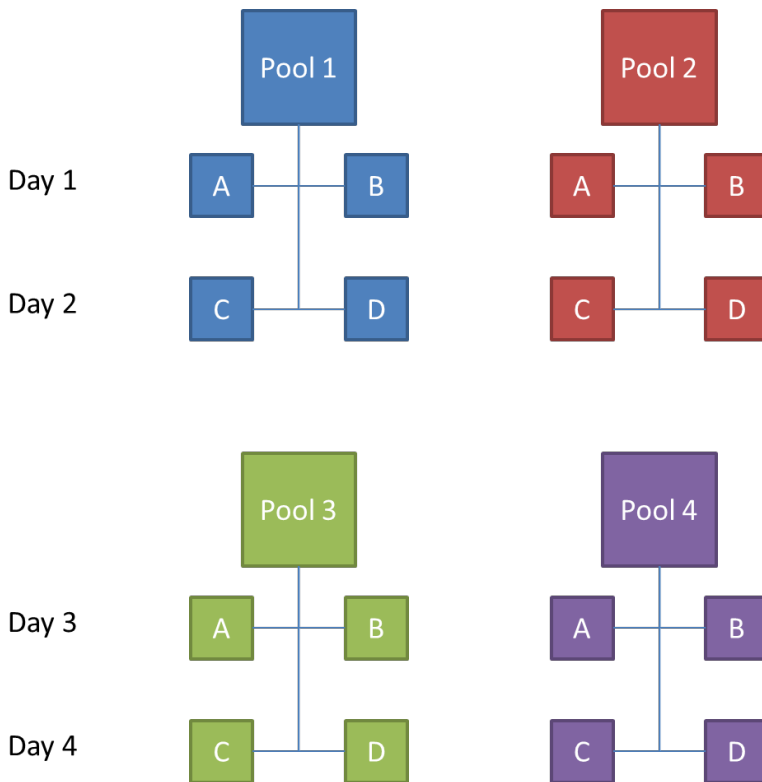 Pool 1 Pool 2
Day 1 A B A B
Day 2 C D C D
Pool 3 Pool 4
Day 3 A B A B
Day 4 C D C D